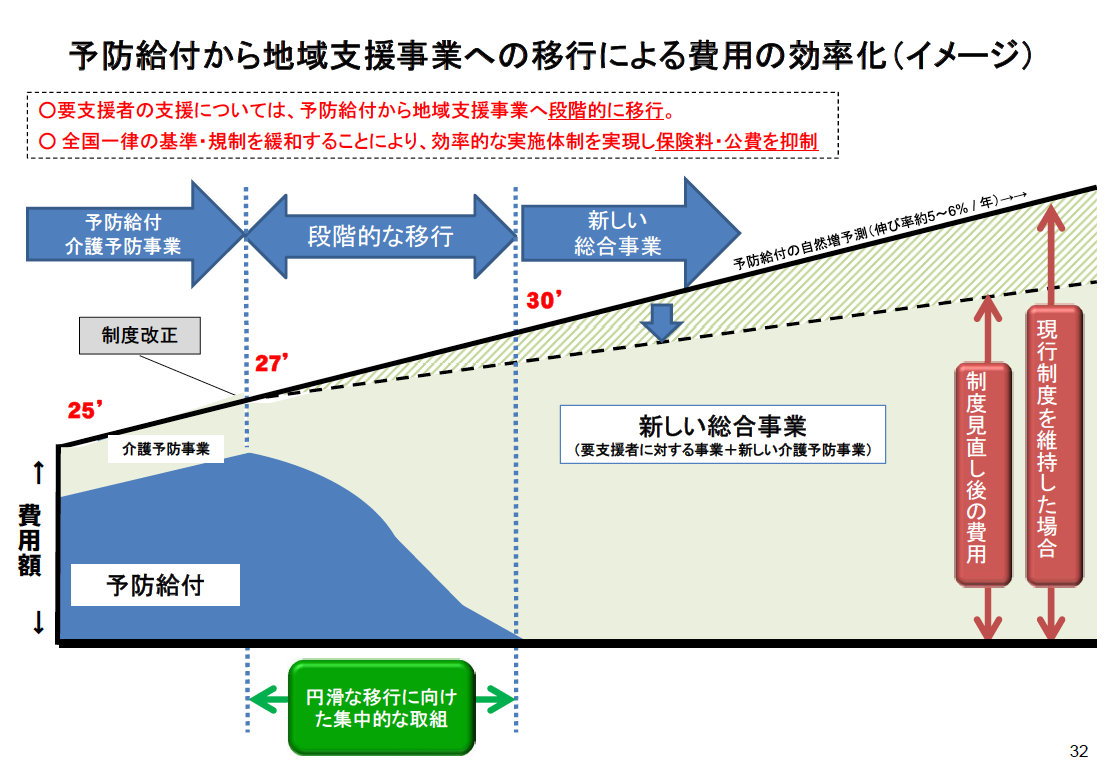 予防給付から地域支援事業への移行による費用の効率化（イメージ）
○要支援者の支援については、予防給付から地域支援事業へ段階的に移行。
○ 全国一律の基準・規制を緩和することにより、効率的な実施体制を実現し保険料・公費を抑制
予防給付
介護予防事業
段階的な移行
新しい
総合事業
予防給付の自然増予測（伸び率約5～6% / 年）→→
30’
制度改正
27’
25’
介護予防事業
新しい総合事業
（要支援者に対する事業＋新しい介護予防事業）
現行制度を維持した場合
制度見直し後の費用
↑
費用額
↓
予防給付
円滑な移行に向け
た集中的な取組
32